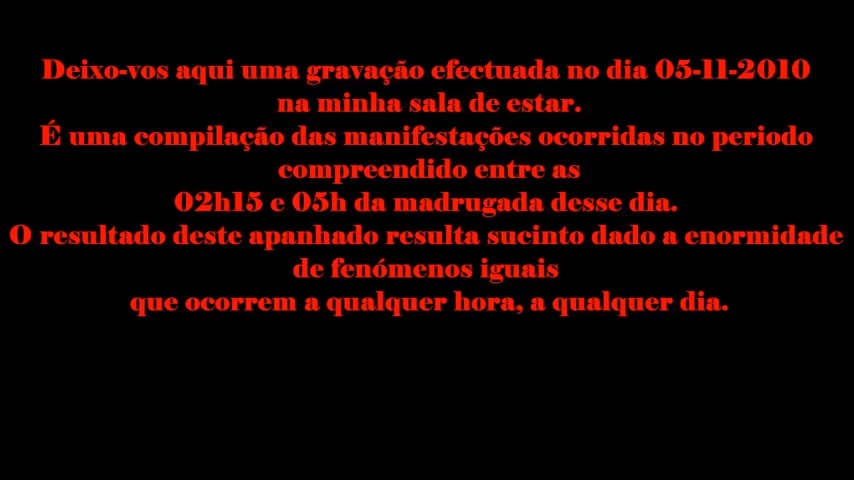 Deixo-vos aqui uma gravação efectuada no dia 05-11-2010
na minha sala de estar.
É uma compilação das manifestações ocorridas no periodo
compreendido entre as
02h15 e 05h da madrugada desse dia.
O resultado deste apanhado resulta sucinto dado a enormidade
de fenómenos iguais
que ocorrem a qualquer hora, a qualquer dia.